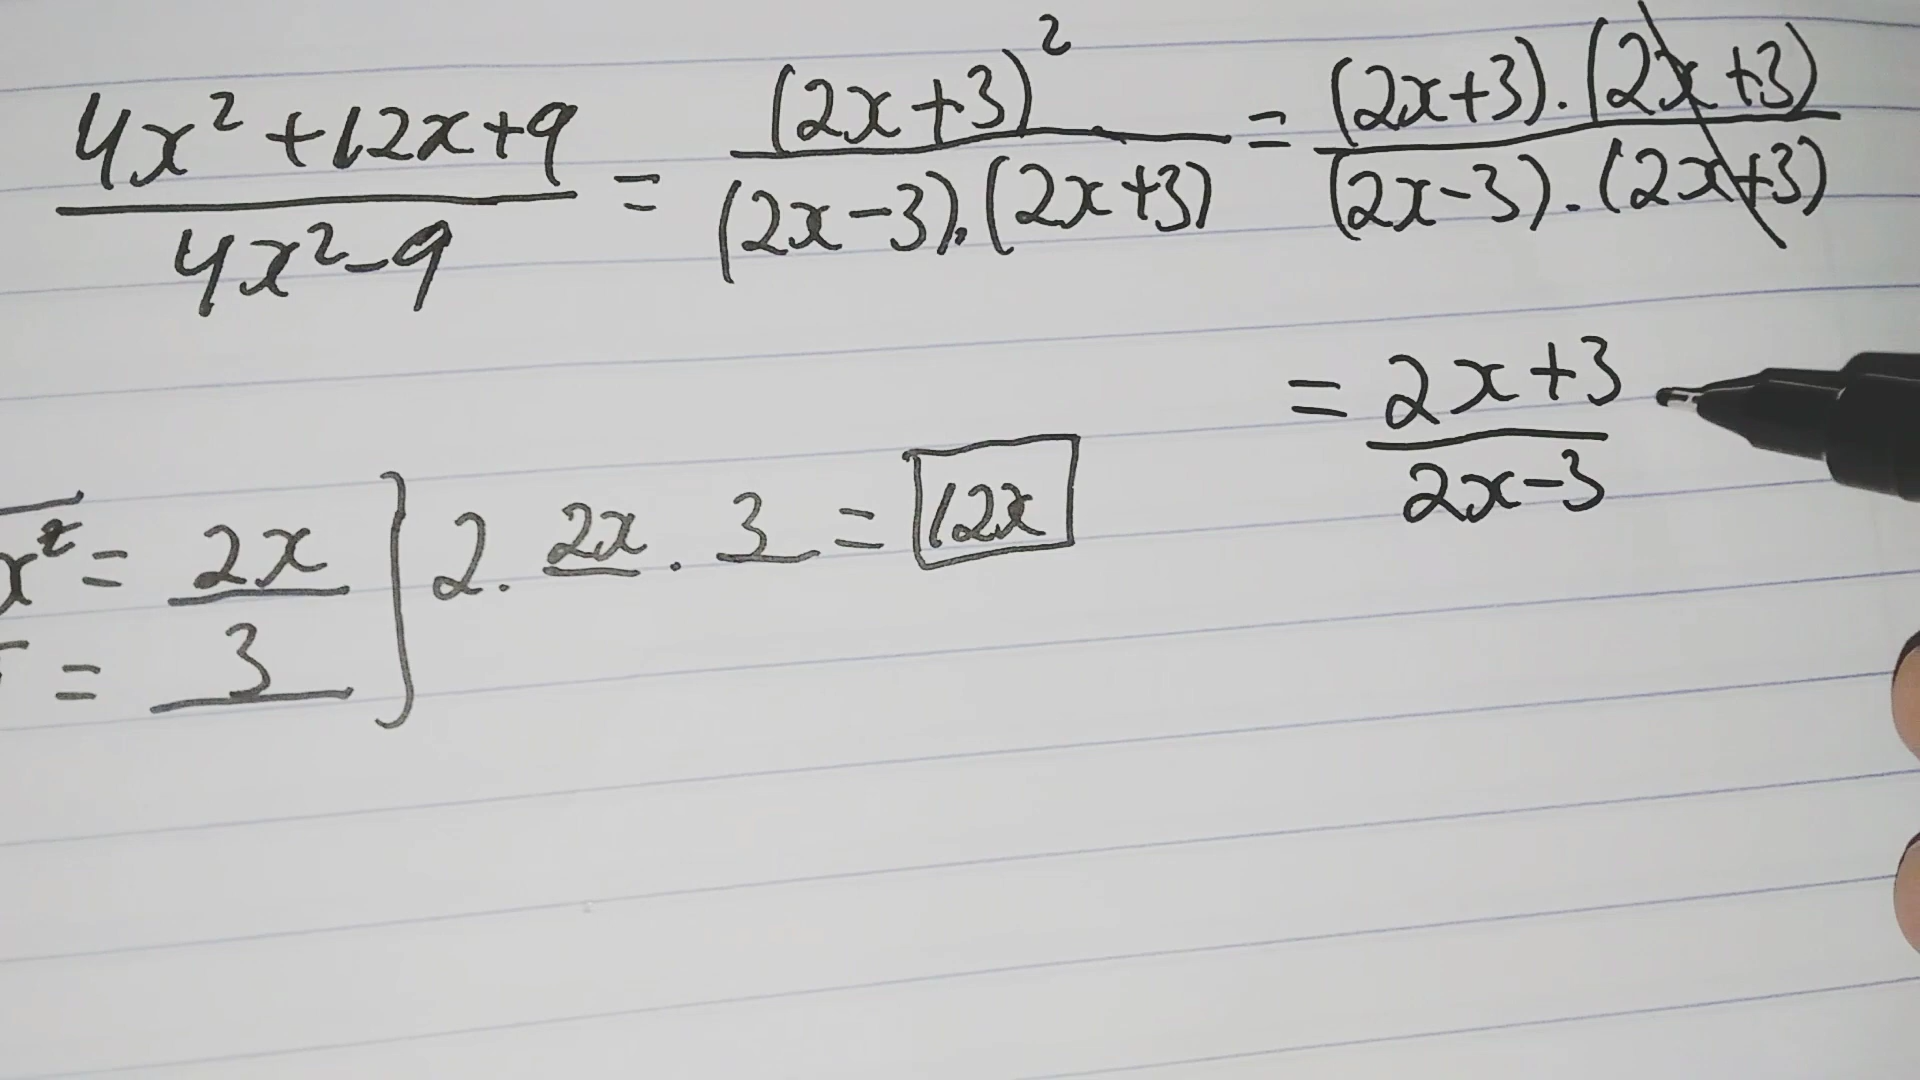 4x² + 12x + 9 / 4x² - 9 = (2x + 3)² / (2x - 3).(2x + 3) = (2x + 3).(2x + 3) / (2x - 3).(2x + 3)
= 2x + 3 / 2x - 3
x² = 2x } 2 . 2x . 3 = 12x
= 3